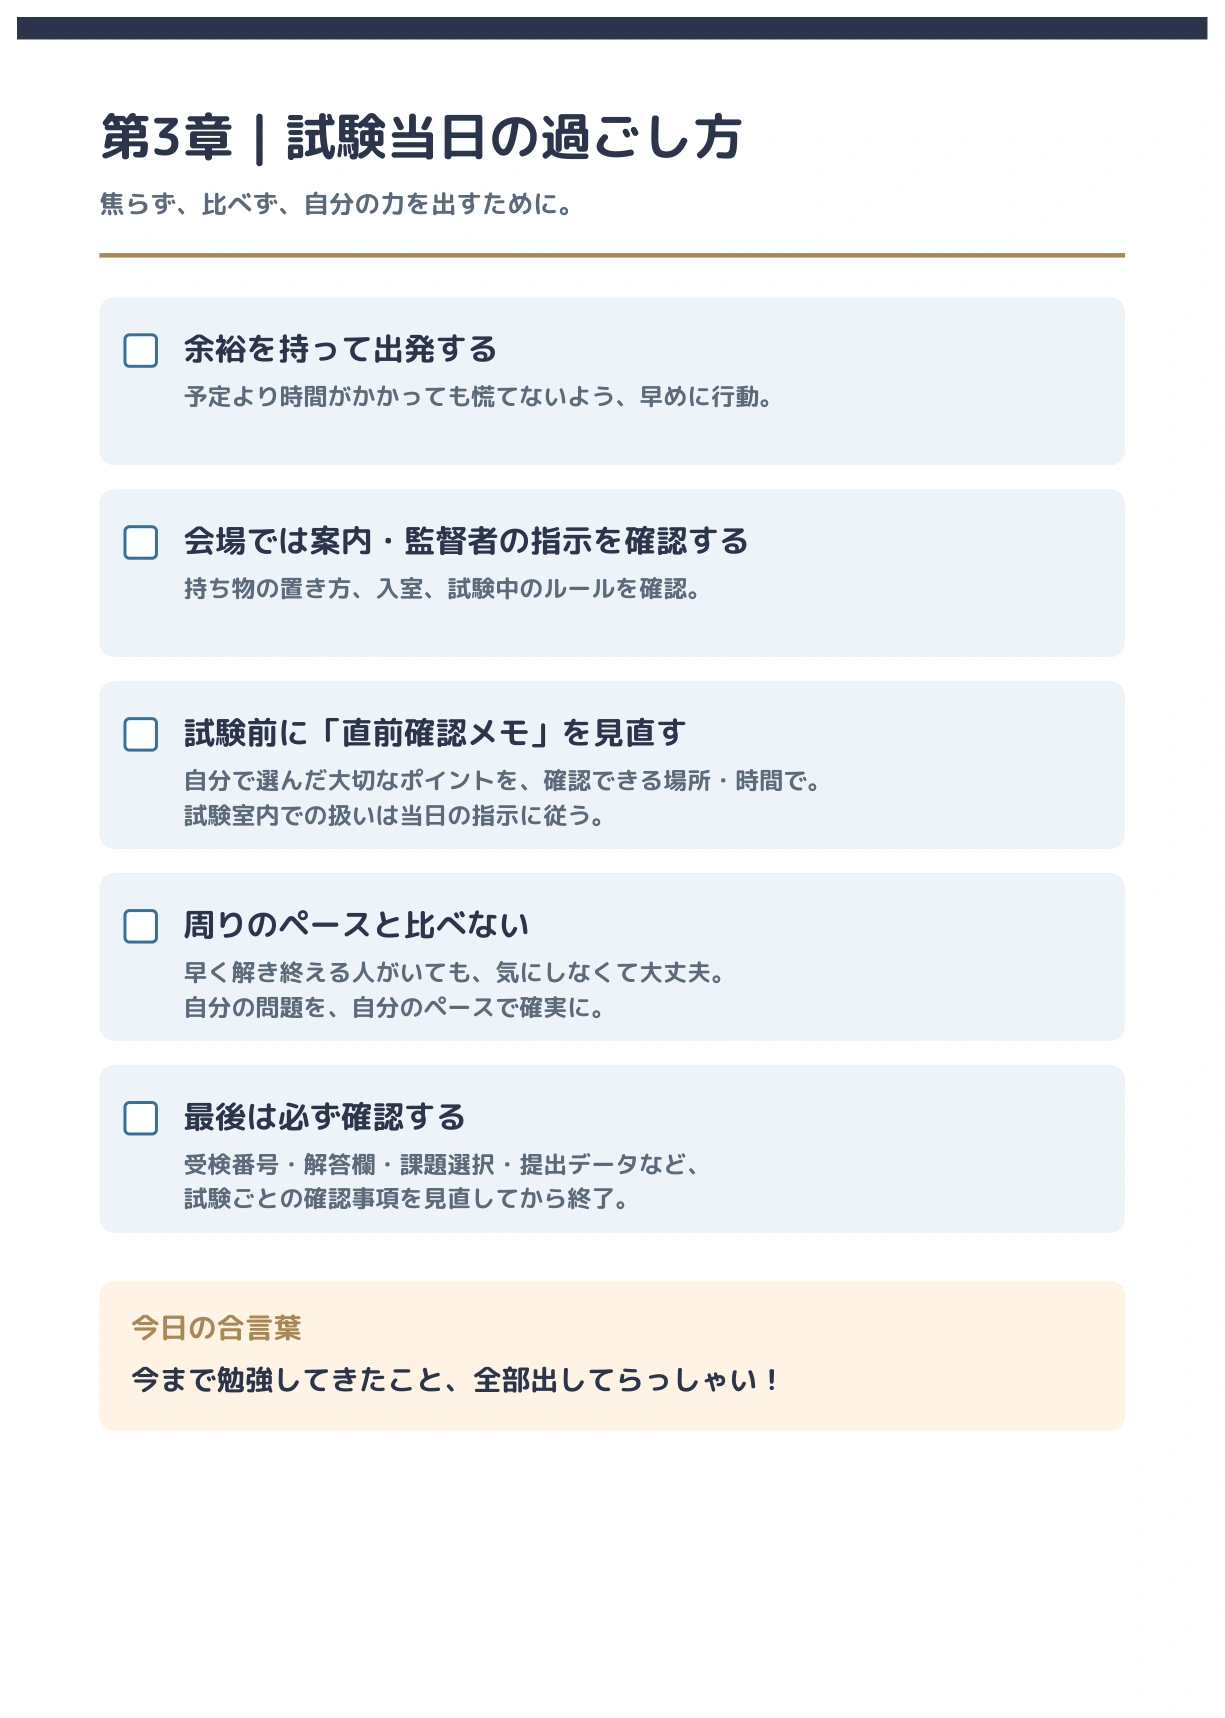 第3章｜試験当日の過ごし方
焦らず、比べず、自分の力を出すために。
余裕を持って出発する
予定より時間がかかっても慌てないよう、早めに行動。
会場では案内・監督者の指示を確認する
持ち物の置き方、入室、試験中のルールを確認。
試験前に「直前確認メモ」を見直す
自分で選んだ大切なポイントを、確認できる場所・時間で。
試験室内での扱いは当日の指示に従う。
周りのペースと比べない
早く解き終える人がいても、気にしなくて大丈夫。
自分の問題を、自分のペースで確実に。
最後は必ず確認する
受検番号・解答欄・課題選択・提出データなど、
試験ごとの確認事項を見直してから終了。
今日の合言葉
今まで勉強してきたこと、全部出してらっしゃい！